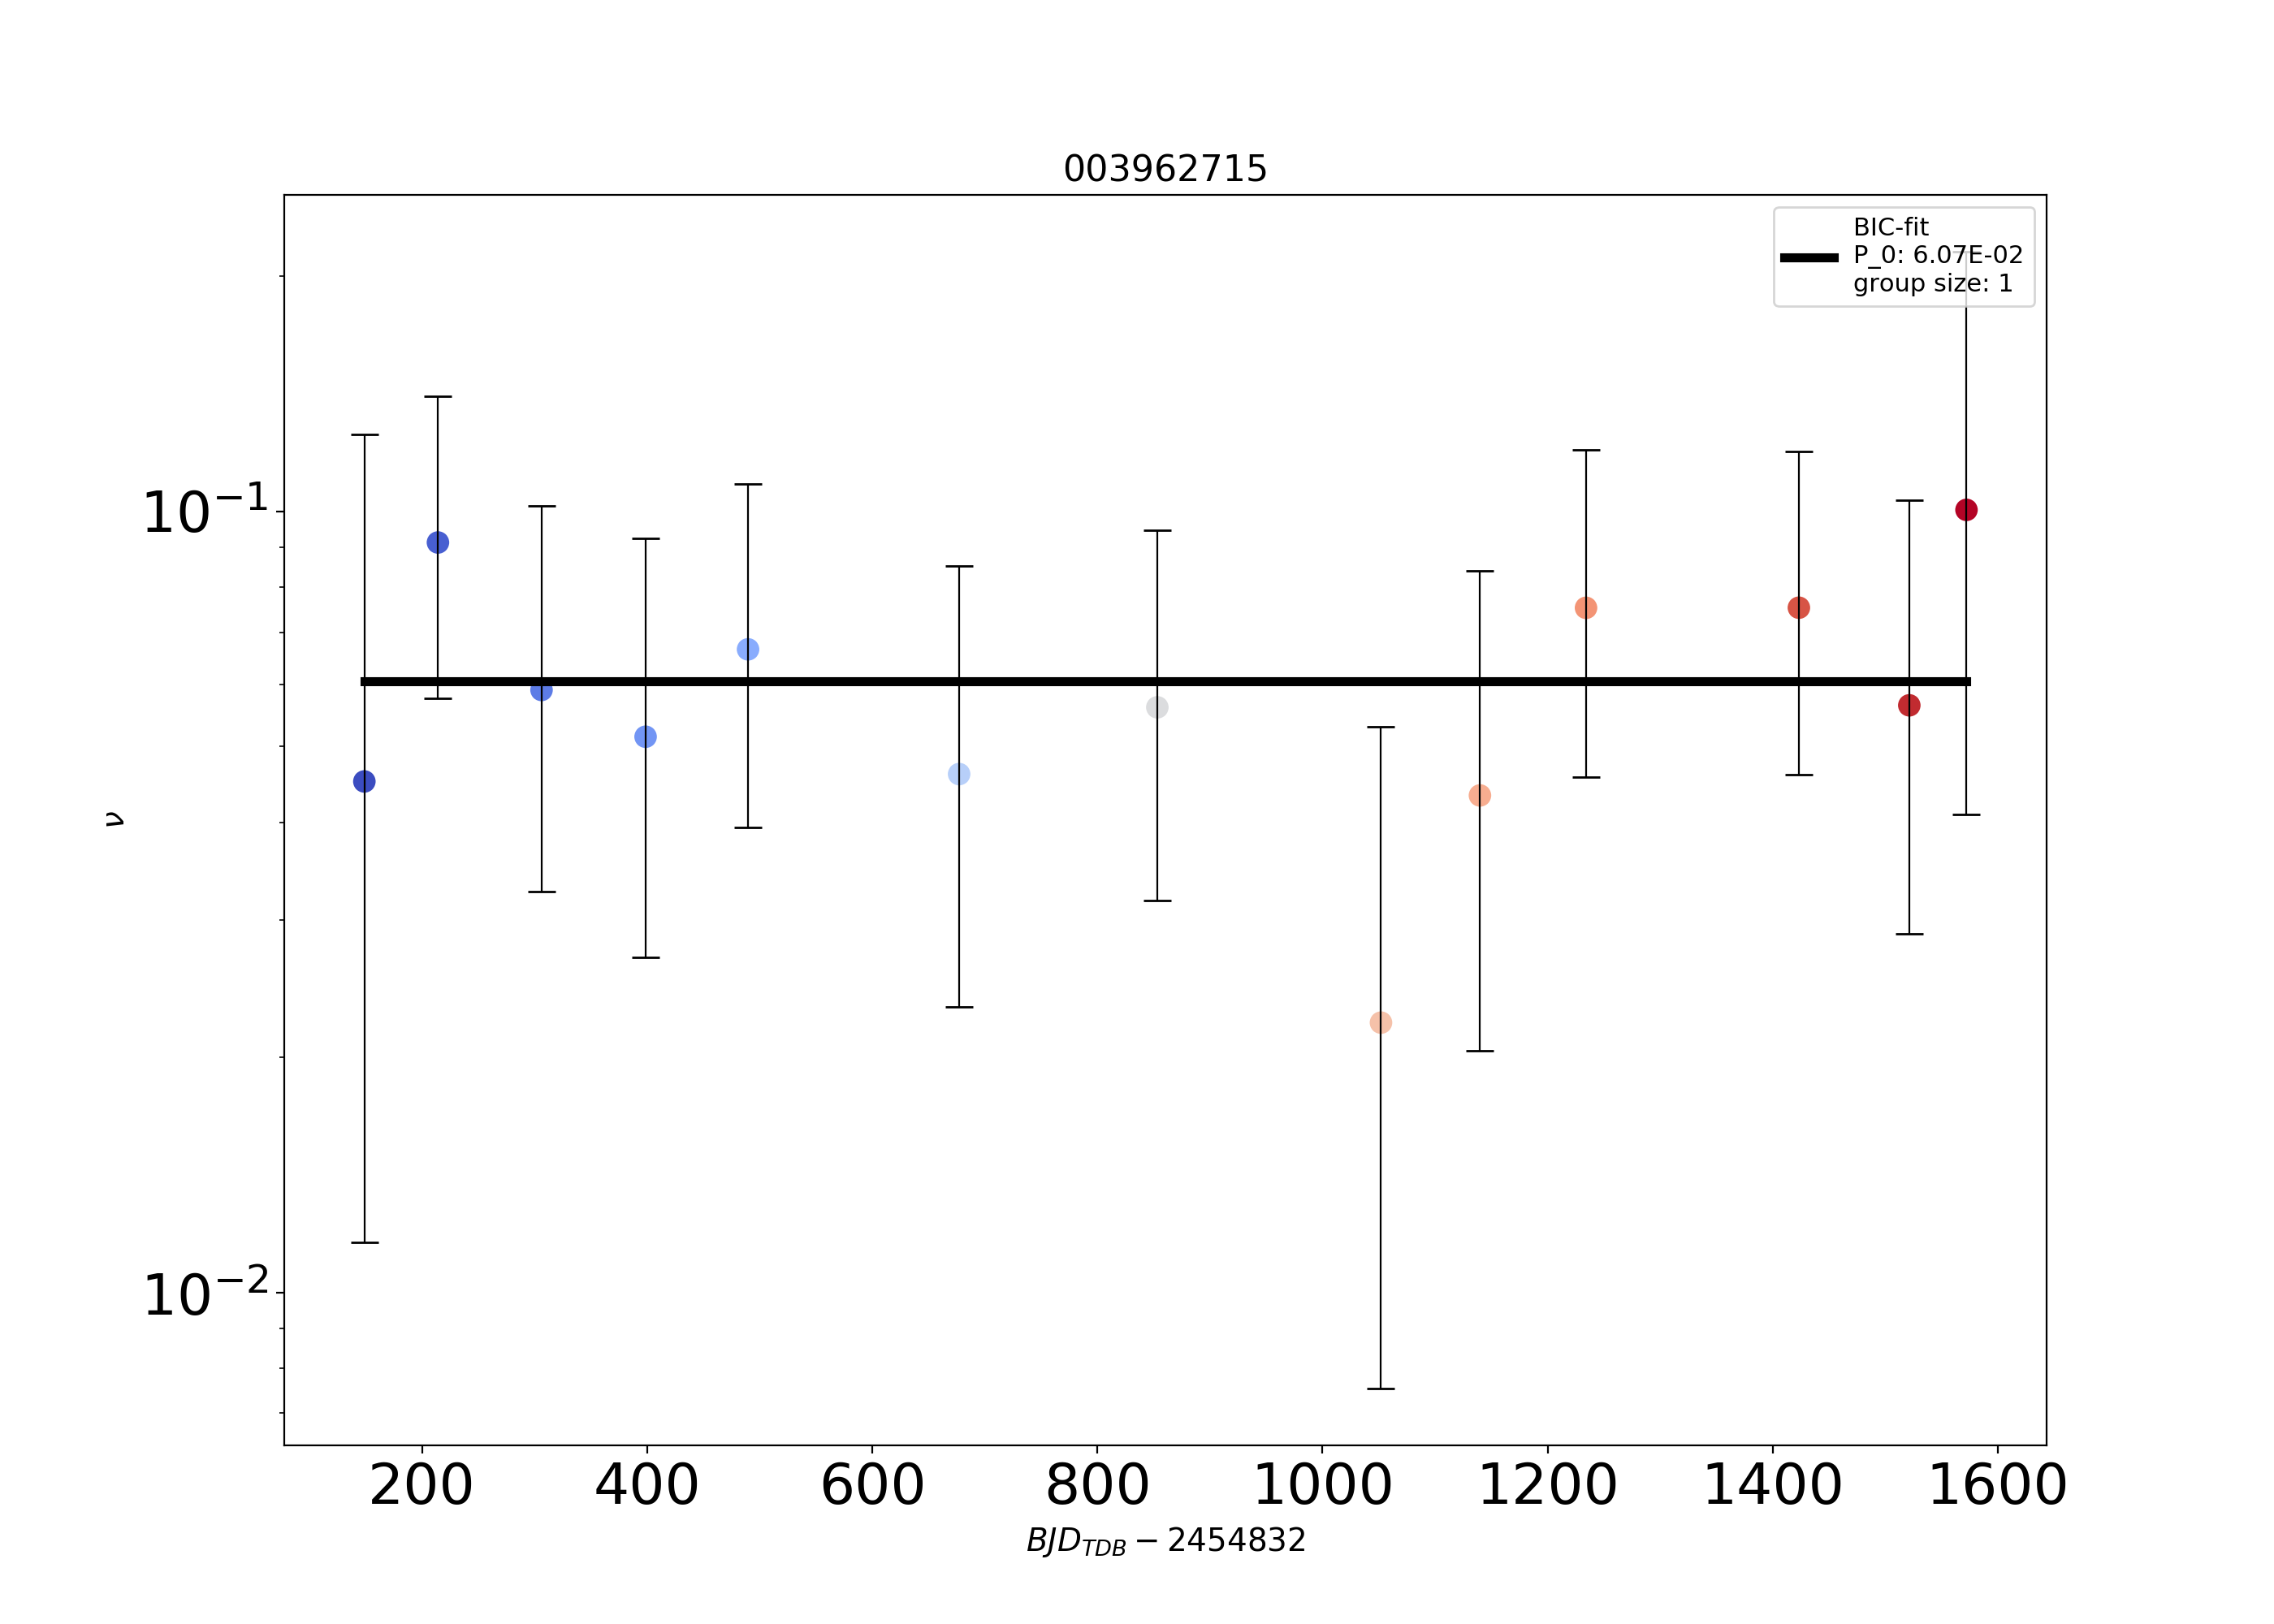 003962715
BIC-fit
P_0: 6.07E-02
group size: 1
10⁻¹
ν
10⁻²
200 400 600 800 1000 1200 1400 1600
BJD_TDB − 2454832